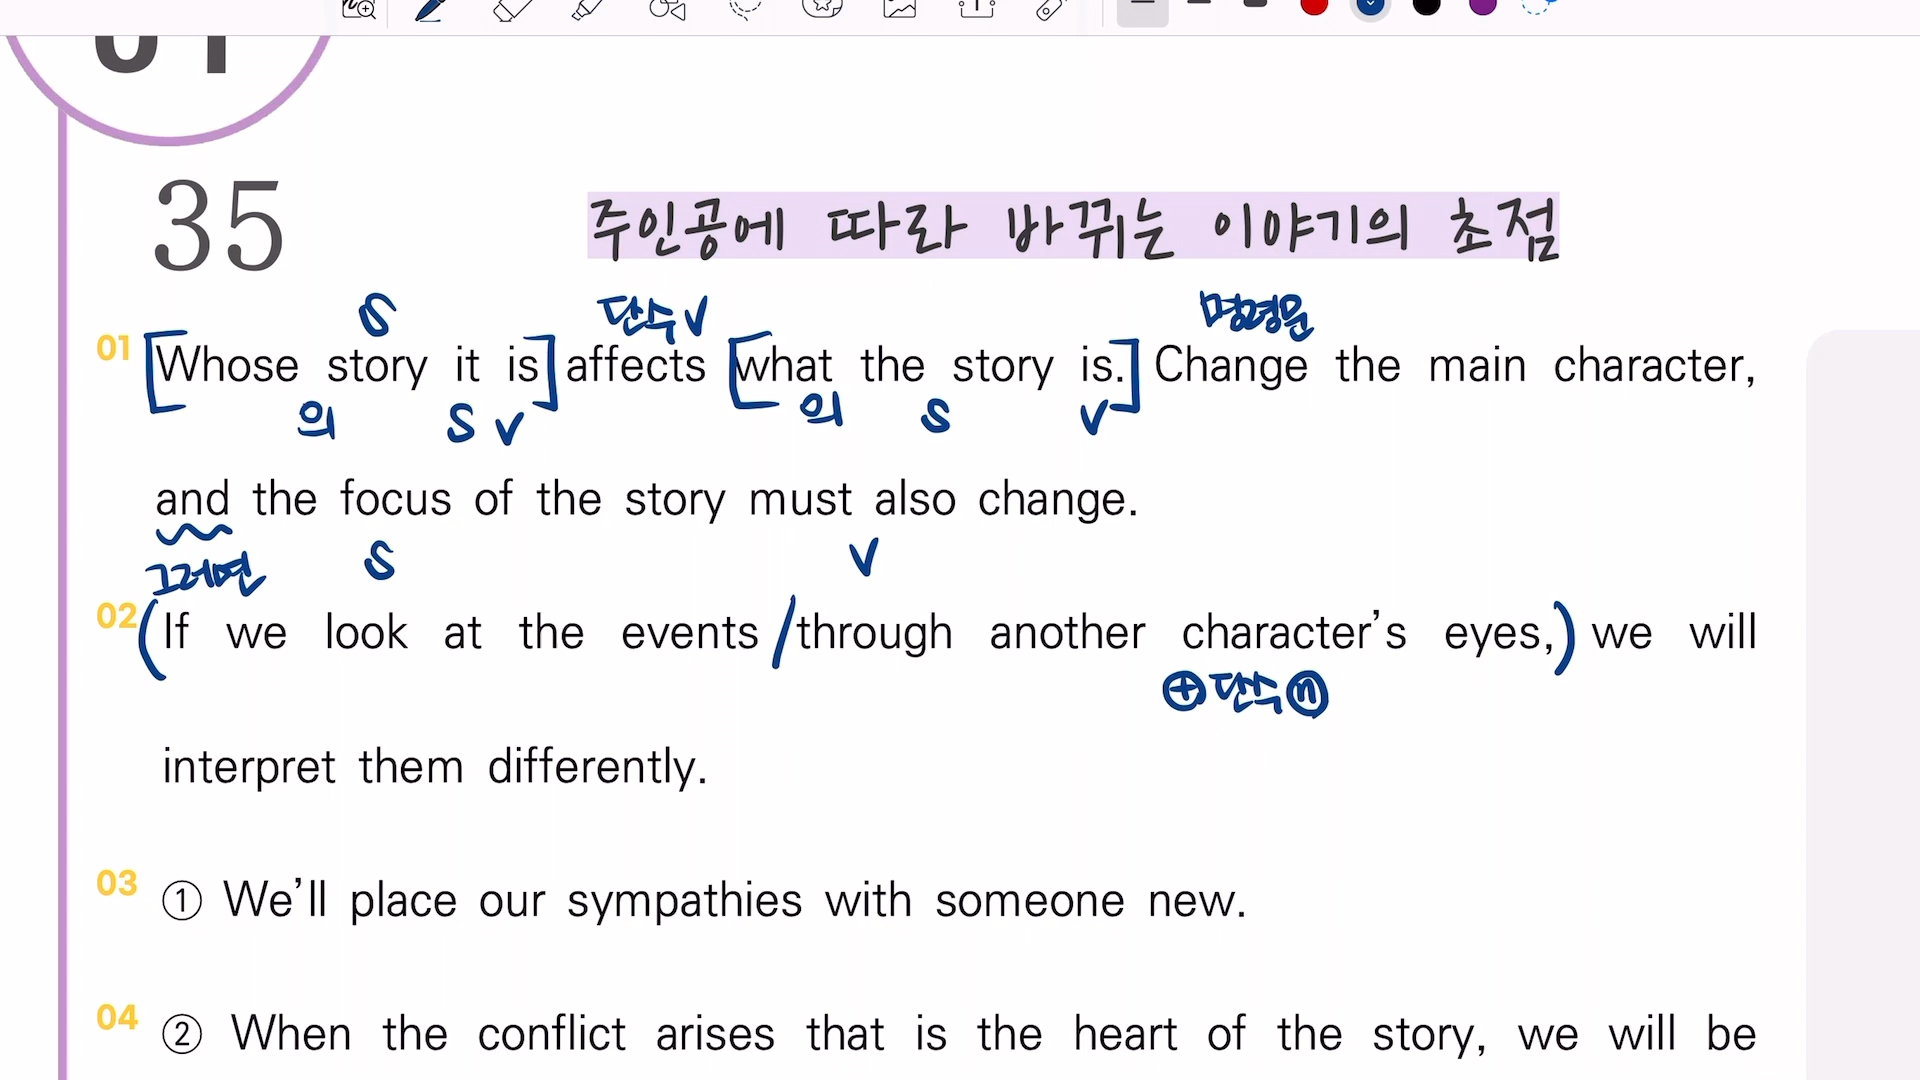 35
주인공에 따라 바뀌는 이야기의 초점
S 단수V 명령문
01 [Whose story it is] affects [what the story is.] Change the main character,
의 S V 의 S V
and the focus of the story must also change.
그러면 S V
02 (If we look at the events / through another character's eyes,) we will
⊕ 단수 ⓝ
interpret them differently.
03 ① We'll place our sympathies with someone new.
04 ② When the conflict arises that is the heart of the story, we will be